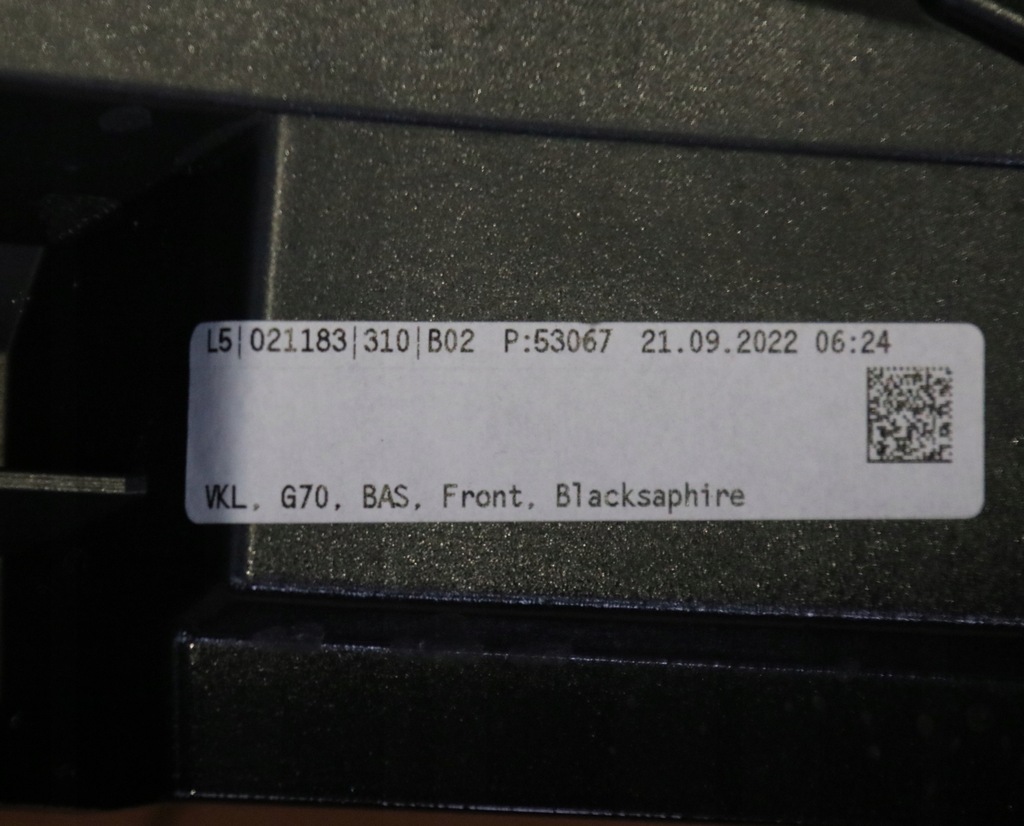 L5|021183|310|B02 P:53067 21.09.2022 06:24
VKL, G70, BAS, Front, Blacksaphire